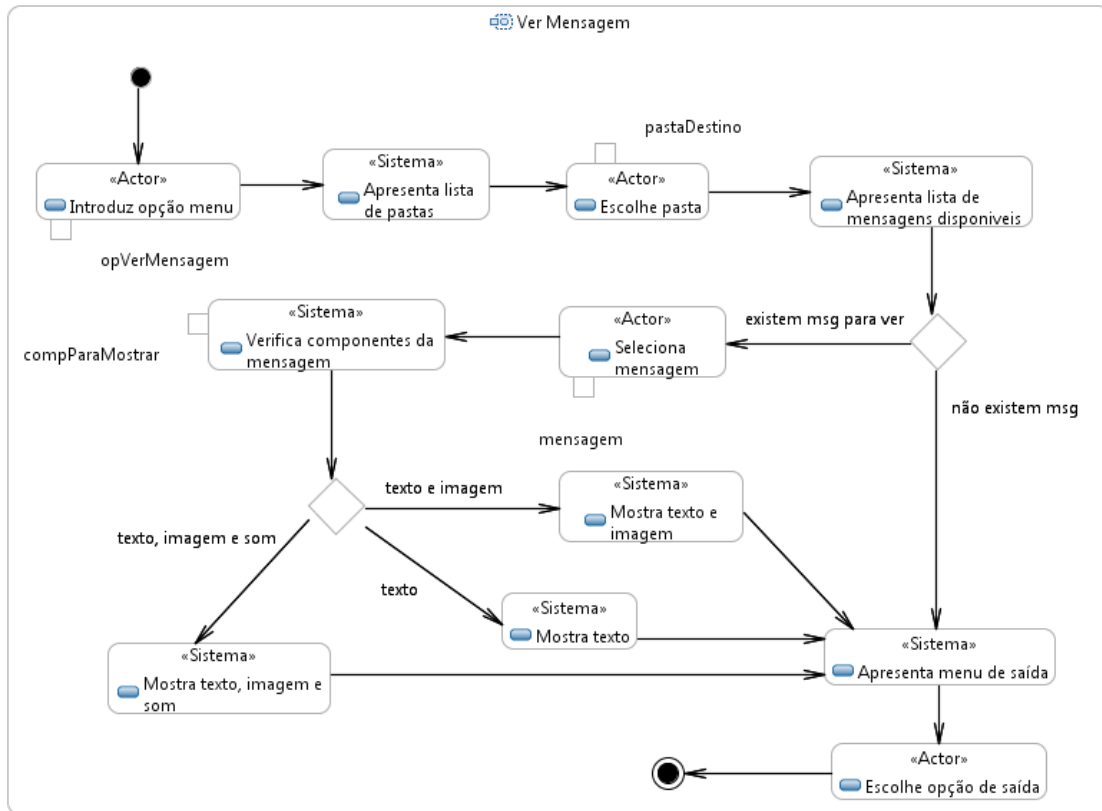 Ver Mensagem
pastaDestino
«Actor»
Introduz opção menu
«Sistema»
Apresenta lista
de pastas
«Actor»
Escolhe pasta
«Sistema»
Apresenta lista de
mensagens disponiveis
opVerMensagem
«Sistema»
Verifica componentes da
mensagem
«Actor»
Seleciona
mensagem
existem msg para ver
compParaMostrar
não existem msg
mensagem
texto e imagem
«Sistema»
Mostra texto e
imagem
texto, imagem e som
texto
«Sistema»
Mostra texto
«Sistema»
Mostra texto, imagem e
som
«Sistema»
Apresenta menu de saída
«Actor»
Escolhe opção de saída